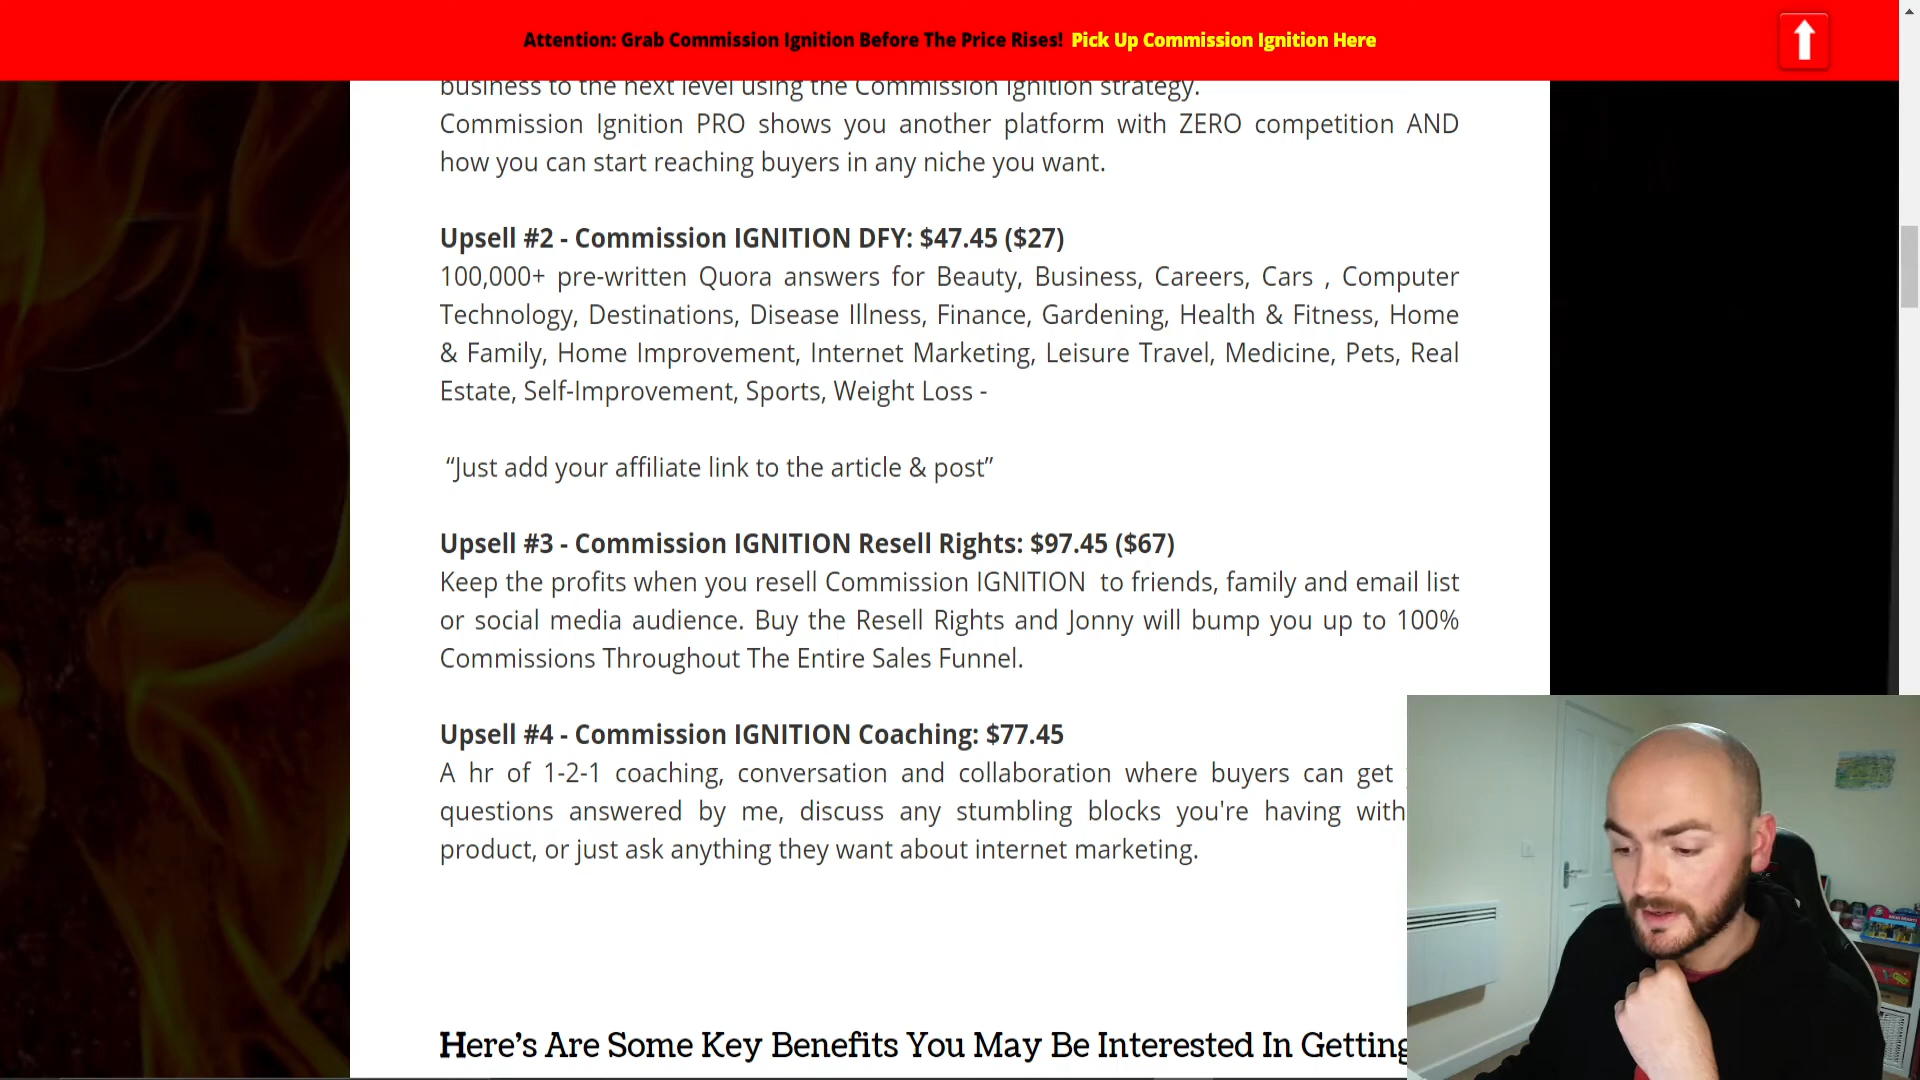 Attention: Grab Commission Ignition Before The Price Rises! Pick Up Commission Ignition Here
business to the next level using the Commission Ignition strategy.
Commission Ignition PRO shows you another platform with ZERO competition AND
how you can start reaching buyers in any niche you want.
Upsell #2 - Commission IGNITION DFY: $47.45 ($27)
100,000+ pre-written Quora answers for Beauty, Business, Careers, Cars , Computer
Technology, Destinations, Disease Illness, Finance, Gardening, Health & Fitness, Home
& Family, Home Improvement, Internet Marketing, Leisure Travel, Medicine, Pets, Real
Estate, Self-Improvement, Sports, Weight Loss -
“Just add your affiliate link to the article & post”
Upsell #3 - Commission IGNITION Resell Rights: $97.45 ($67)
Keep the profits when you resell Commission IGNITION to friends, family and email list
or social media audience. Buy the Resell Rights and Jonny will bump you up to 100%
Commissions Throughout The Entire Sales Funnel.
Upsell #4 - Commission IGNITION Coaching: $77.45
A hr of 1-2-1 coaching, conversation and collaboration where buyers can get
questions answered by me, discuss any stumbling blocks you're having with
product, or just ask anything they want about internet marketing.
Here’s Are Some Key Benefits You May Be Interested In Getting